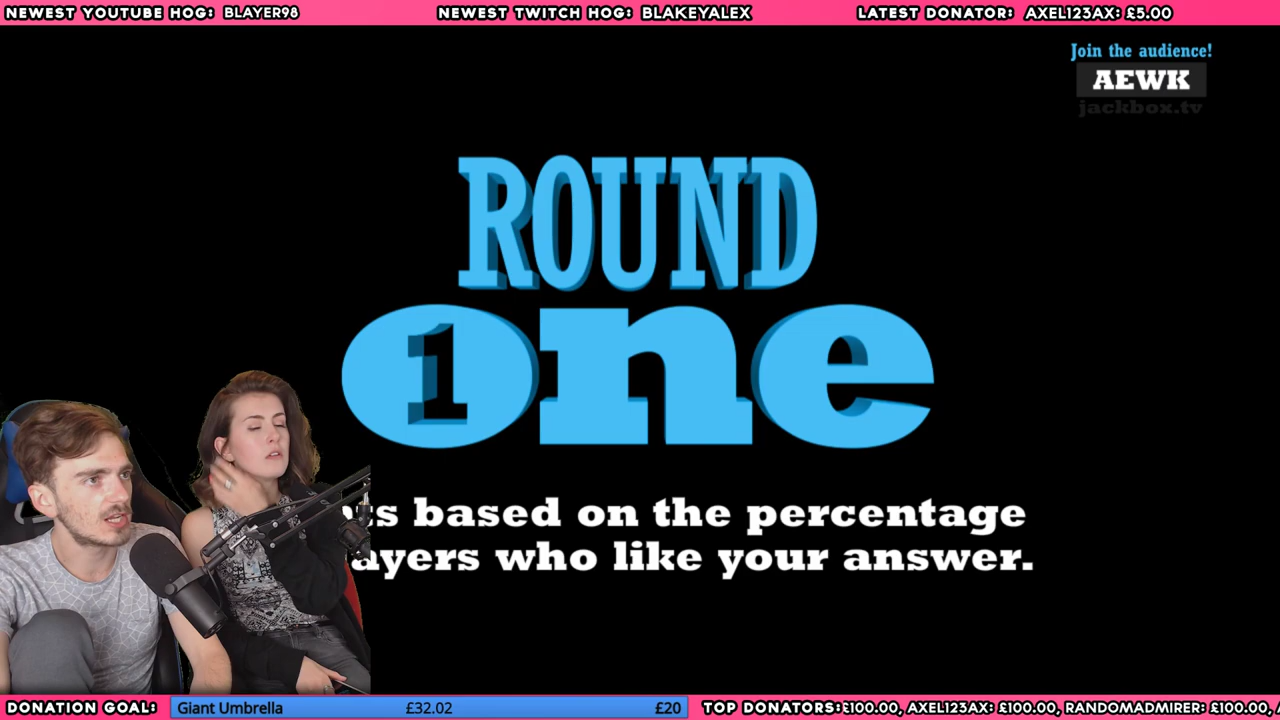 NEWEST YOUTUBE HOG: BLAYER98 NEWEST TWITCH HOG: BLAKEYALEX LATEST DONATOR: AXEL123AX: £5.00
Join the audience!
AEWK
jackbox.tv
ROUND
One
1
based on the percentage
who like your answer.
DONATION GOAL: Giant Umbrella £32.02 £20 TOP DONATORS: £100.00, AXEL123AX: £100.00, RANDOMADMIRER: £100.00,